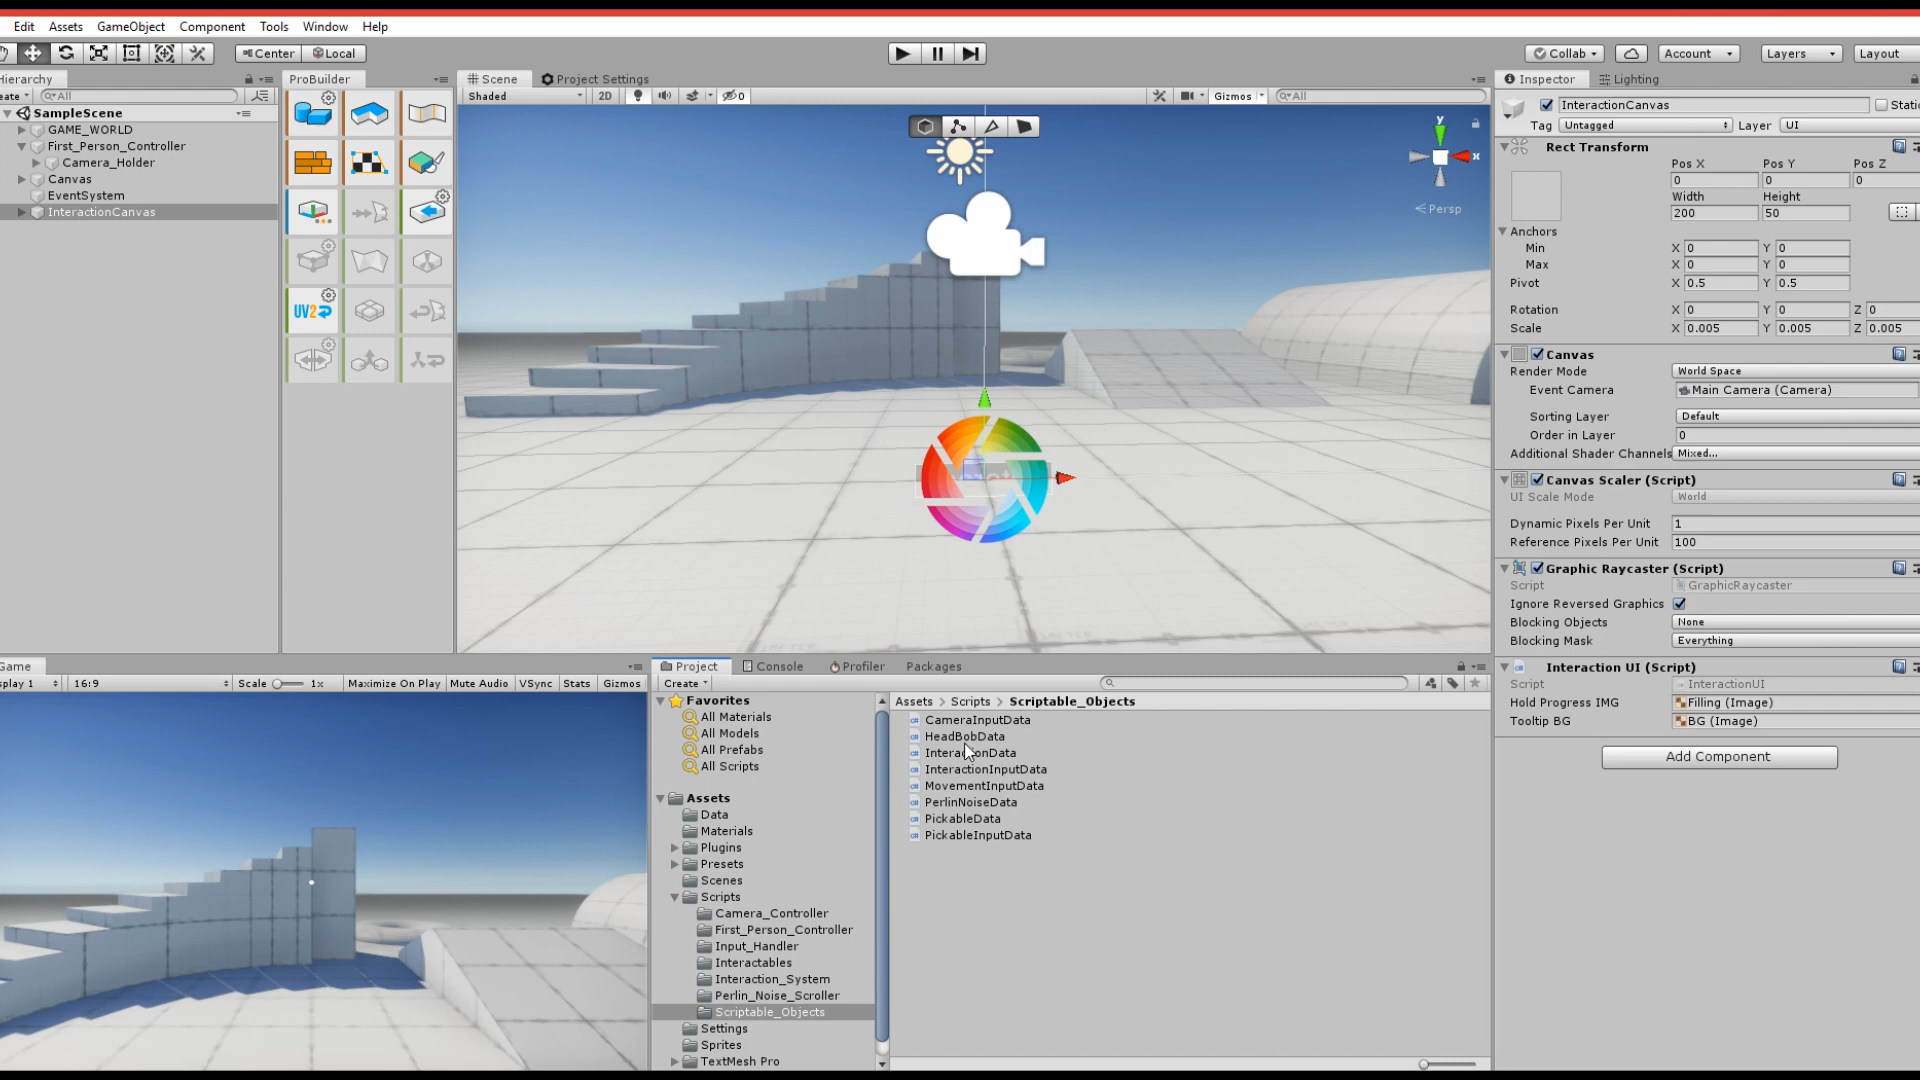 Edit Assets GameObject Component Tools Window Help
Center Local Collab Account Layers Layout
Hierarchy ProBuilder Scene Project Settings Inspector Lighting
All Shaded 2D 0 Gizmos All
SampleScene
GAME_WORLD
First_Person_Controller
Camera_Holder
Canvas
EventSystem
InteractionCanvas
UV2
y
x
Persp
InteractionCanvas
Tag Untagged Layer UI
Rect Transform
Pos X Pos Y Pos Z
0 0 0
Width Height
200 50
Anchors
Min X 0 Y 0
Max X 0 Y 0
Pivot X 0.5 Y 0.5
Rotation X 0 Y 0 Z 0
Scale X 0.005 Y 0.005 Z 0.005
Canvas
Render Mode World Space
Event Camera Main Camera (Camera)
Sorting Layer Default
Order in Layer 0
Additional Shader Channels Mixed...
Canvas Scaler (Script)
UI Scale Mode World
Dynamic Pixels Per Unit 1
Reference Pixels Per Unit 100
Graphic Raycaster (Script)
Script GraphicRaycaster
Ignore Reversed Graphics
Blocking Objects None
Blocking Mask Everything
Interaction UI (Script)
Script InteractionUI
Hold Progress IMG Filling (Image)
Tooltip BG BG (Image)
Add Component
Game
splay 1 16:9 Scale 1x Maximize On Play Mute Audio VSync Stats Gizmos
Project Console Profiler Packages
Create
Favorites
All Materials
All Models
All Prefabs
All Scripts
Assets
Data
Materials
Plugins
Presets
Scenes
Scripts
Camera_Controller
First_Person_Controller
Input_Handler
Interactables
Interaction_System
Perlin_Noise_Scroller
Scriptable_Objects
Settings
Sprites
TextMesh Pro
Assets > Scripts > Scriptable_Objects
CameraInputData
HeadBobData
InteractionData
InteractionInputData
MovementInputData
PerlinNoiseData
PickableData
PickableInputData